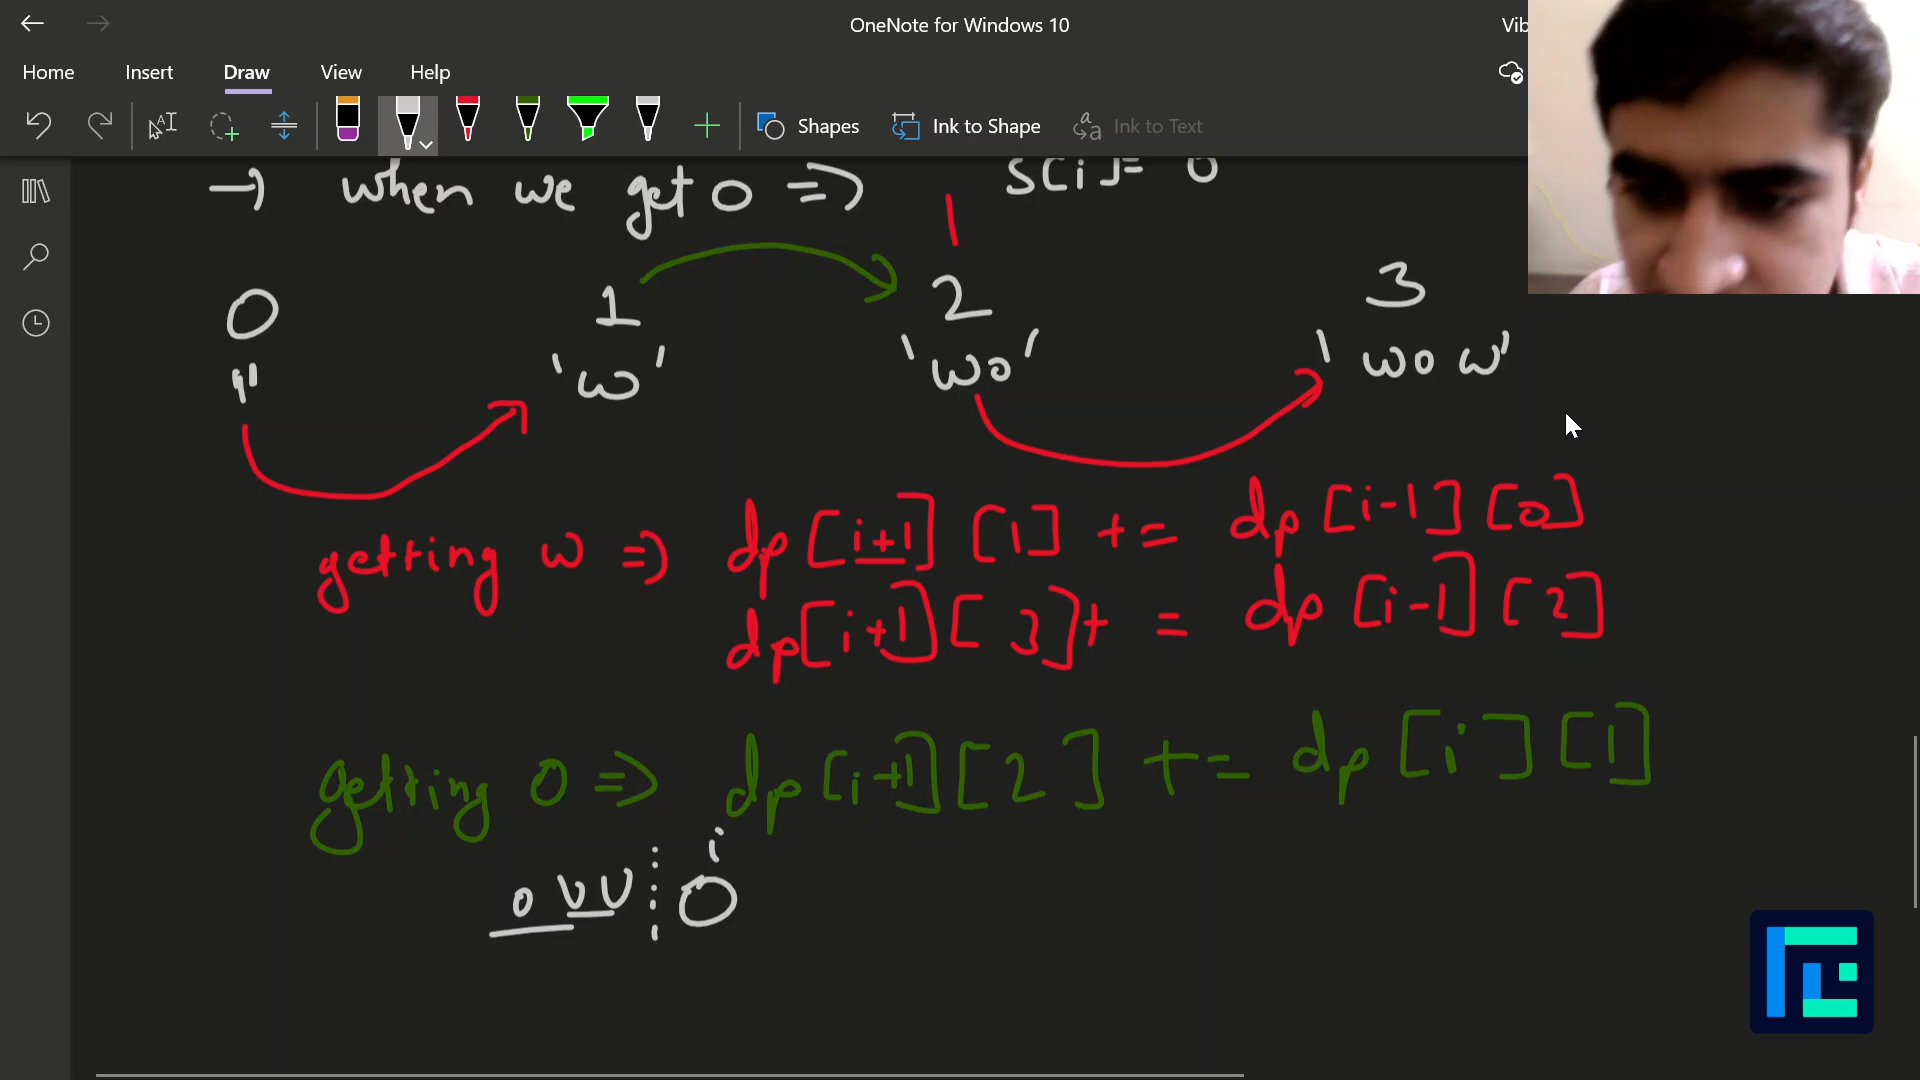 OneNote for Windows 10
Vib
Home Insert Draw View Help
Shapes Ink to Shape Ink to Text
→ when we get o => s[i]= o
0 1 2 3
'' 'w' 'wo' 'wow'
getting w => dp[i+1][1] += dp[i-1][0]
dp[i+1][3] += dp[i-1][2]
getting o => dp[i+1][2] += dp[i][1]
i
o v v o